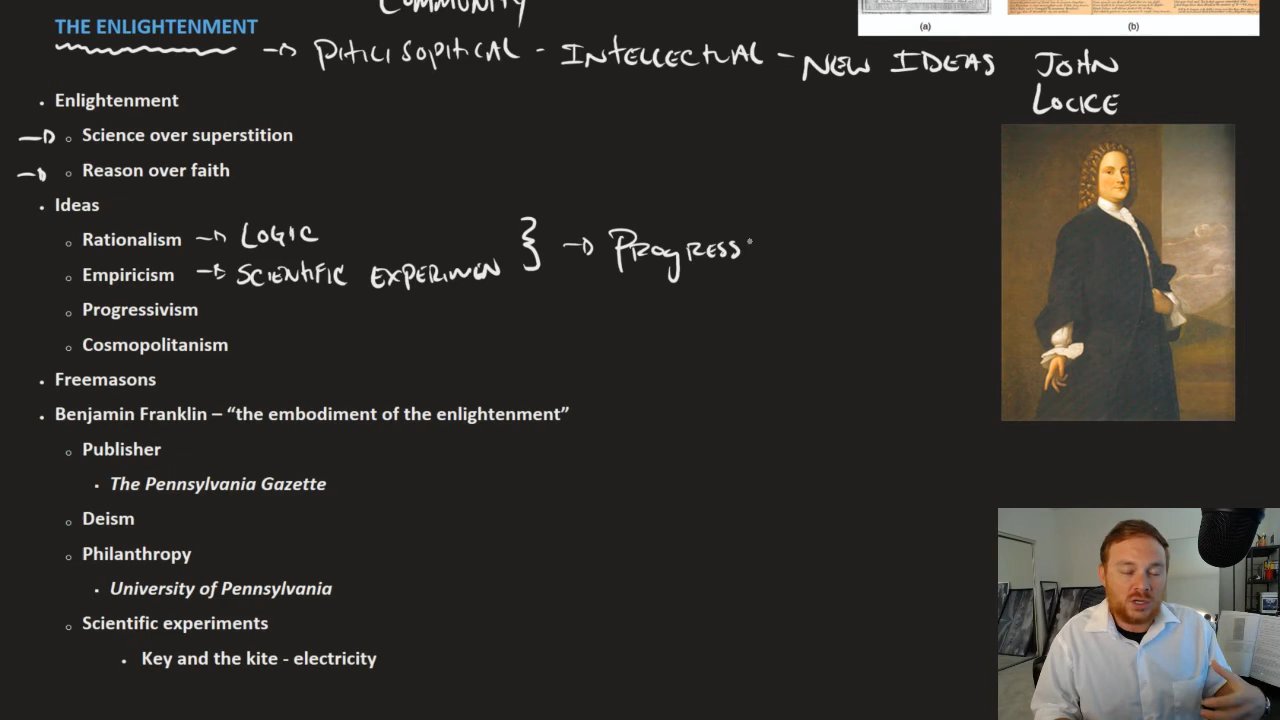 COMMUNITY
(a) (b)
THE ENLIGHTENMENT
→ PHILISOPHICAL - INTELLECTUAL - NEW IDEAS
JOHN
LOCKE
• Enlightenment
→ ○ Science over superstition
→ ○ Reason over faith
• Ideas
○ Rationalism → LOGIC
○ Empiricism → SCIENTIFIC EXPERIMEN } → PROGRESS
○ Progressivism
○ Cosmopolitanism
• Freemasons
• Benjamin Franklin – “the embodiment of the enlightenment”
○ Publisher
▪ The Pennsylvania Gazette
○ Deism
○ Philanthropy
▪ University of Pennsylvania
○ Scientific experiments
• Key and the kite - electricity